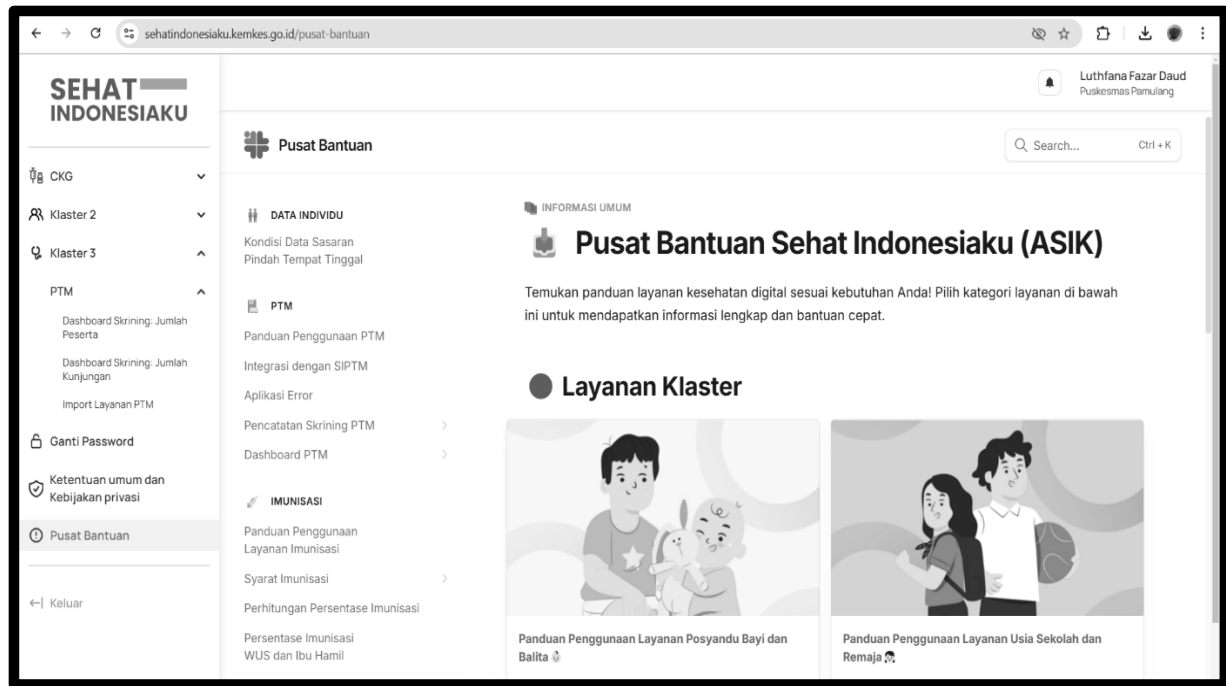 sehatindonesiaku.kemkes.go.id/pusat-bantuan
SEHAT
INDONESIAKU
CKG
Klaster 2
Klaster 3
PTM
Dashboard Skrining: Jumlah
Peserta
Dashboard Skrining: Jumlah
Kunjungan
Import Layanan PTM
Ganti Password
Ketentuan umum dan
Kebijakan privasi
Pusat Bantuan
Keluar
Luthfana Fazar Daud
Puskesmas Pamulang
Pusat Bantuan
Search...
Ctrl + K
DATA INDIVIDU
Kondisi Data Sasaran
Pindah Tempat Tinggal
PTM
Panduan Penggunaan PTM
Integrasi dengan SIPTM
Aplikasi Error
Pencatatan Skrining PTM
Dashboard PTM
IMUNISASI
Panduan Penggunaan
Layanan Imunisasi
Syarat Imunisasi
Perhitungan Persentase Imunisasi
Persentase Imunisasi
WUS dan Ibu Hamil
INFORMASI UMUM
Pusat Bantuan Sehat Indonesiaku (ASIK)
Temukan panduan layanan kesehatan digital sesuai kebutuhan Anda! Pilih kategori layanan di bawah
ini untuk mendapatkan informasi lengkap dan bantuan cepat.
Layanan Klaster
Panduan Penggunaan Layanan Posyandu Bayi dan
Balita
Panduan Penggunaan Layanan Usia Sekolah dan
Remaja